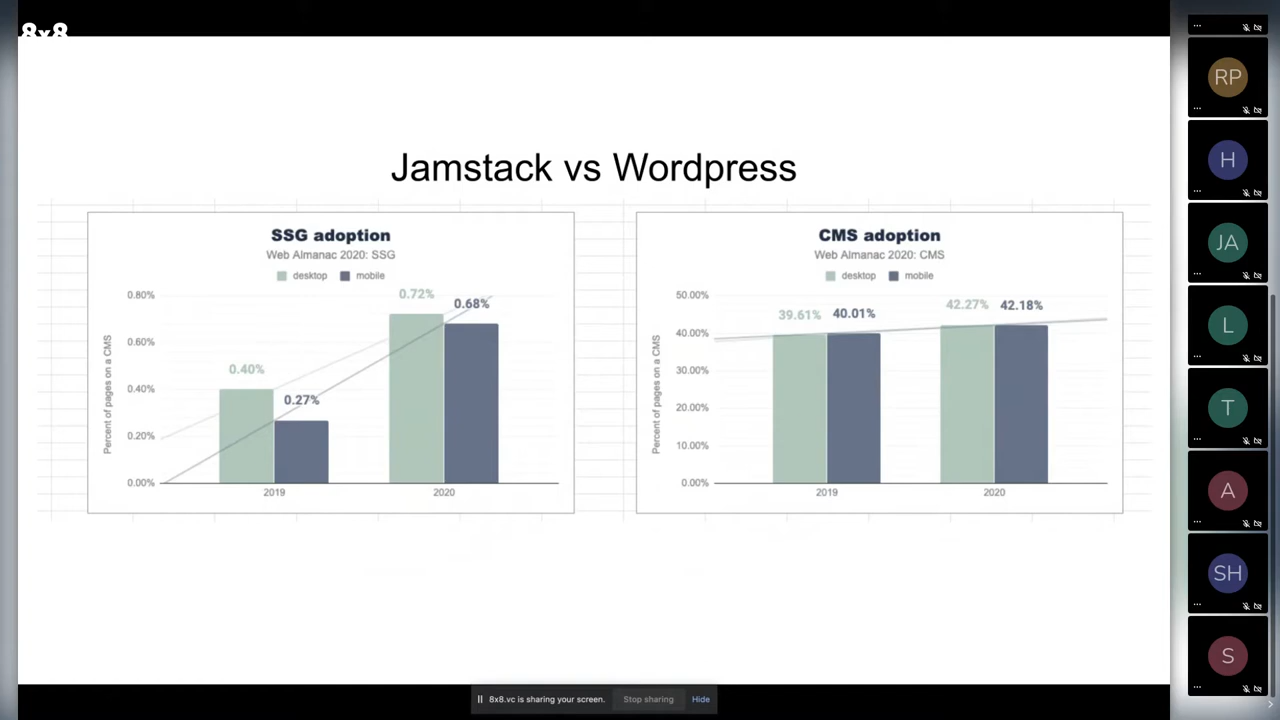 8x8
Jamstack vs Wordpress
SSG adoption
Web Almanac 2020: SSG
desktop mobile
Percent of pages on a CMS
0.80%
0.60%
0.40%
0.20%
0.00%
0.40%
0.27%
0.72%
0.68%
2019 2020
CMS adoption
Web Almanac 2020: CMS
desktop mobile
Percent of pages on a CMS
50.00%
40.00%
30.00%
20.00%
10.00%
0.00%
39.61% 40.01%
42.27% 42.18%
2019 2020
RP
H
JA
L
T
A
SH
S
8x8.vc is sharing your screen. Stop sharing Hide